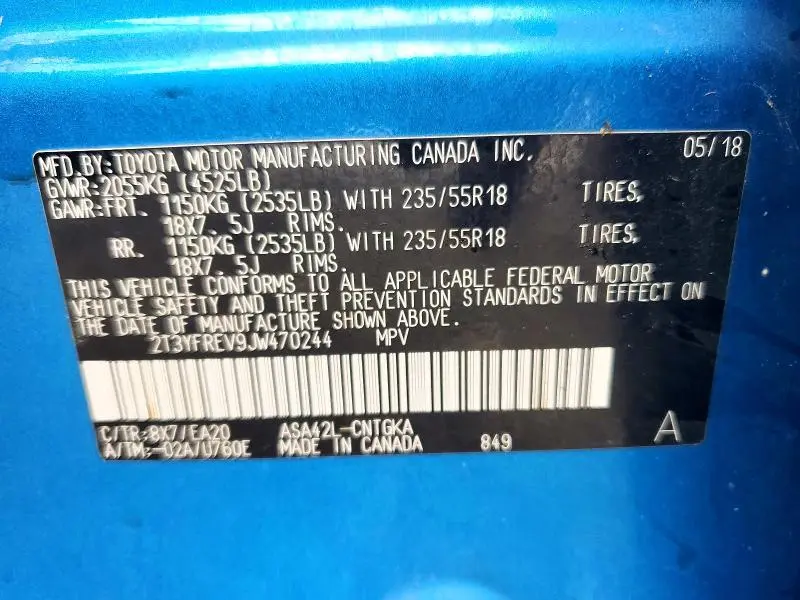 MFD.BY:TOYOTA MOTOR MANUFACTURING CANADA INC. 05/18
GVWR:2055KG (4525LB)
GAWR:FRT. 1150KG (2535LB) WITH 235/55R18 TIRES,
18X7. 5J RIMS.
RR. 1150KG (2535LB) WITH 235/55R18 TIRES,
18X7. 5J RIMS.
THIS VEHICLE CONFORMS TO ALL APPLICABLE FEDERAL MOTOR
VEHICLE SAFETY AND THEFT PREVENTION STANDARDS IN EFFECT ON
THE DATE OF MANUFACTURE SHOWN ABOVE.
2T3YFREV9JW470244 MPV
C/TR:8X7/EA20 ASA42L-CNTGKA
A/TM:-02A/U760E MADE IN CANADA 849 A